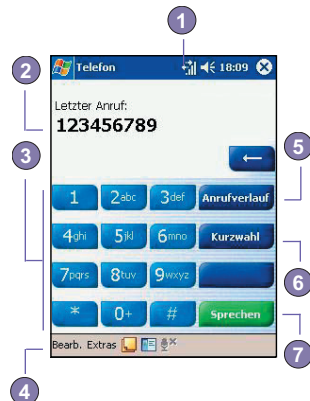 1
2
Telefon 18:09
Letzter Anruf:
123456789
3
5
1 2abc 3def Anrufverlauf
4ghi 5jkl 6mno Kurzwahl
6
7pqrs 8tuv 9wxyz
* 0+ # Sprechen
7
Bearb. Extras
4